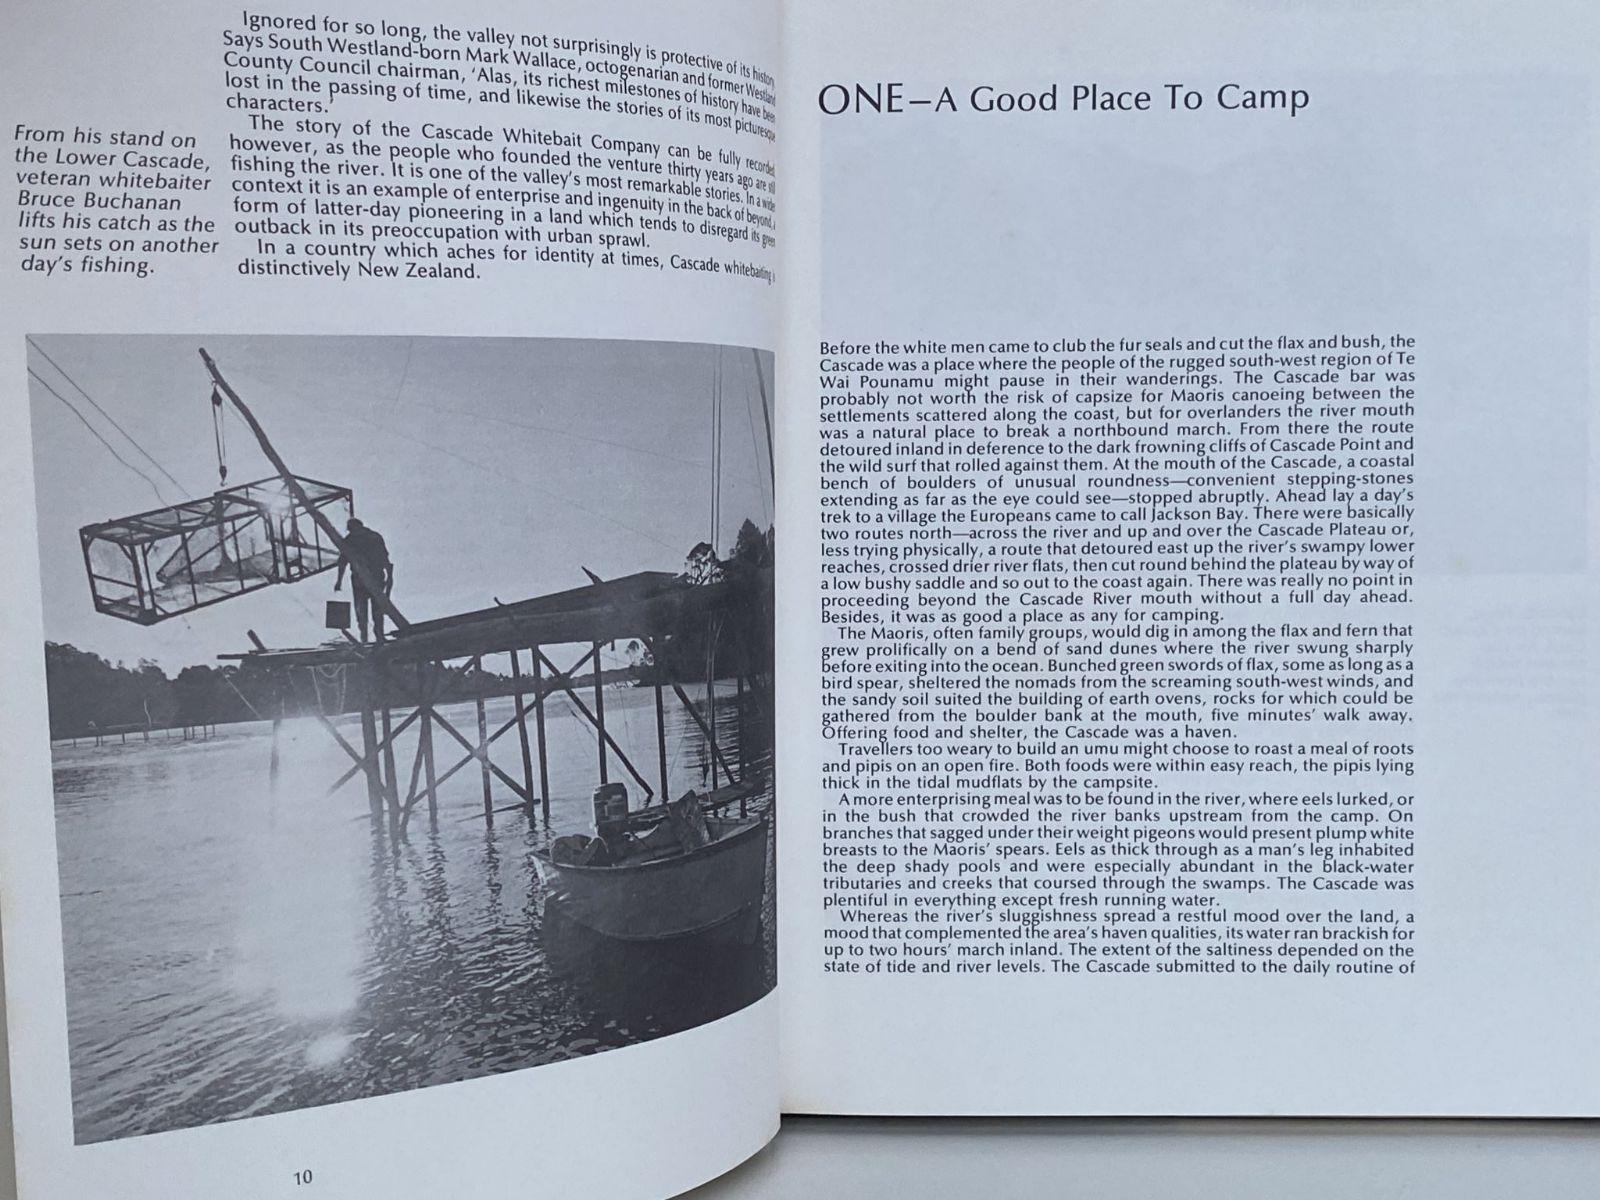 Ignored for so long, the valley not surprisingly is protective of its history
Says South Westland-born Mark Wallace, octogenarian and former Westland
County Council chairman, ‘Alas, its richest milestones of history have been
lost in the passing of time, and likewise the stories of its most picturesque
characters.’
The story of the Cascade Whitebait Company can be fully recorded
however, as the people who founded the venture thirty years ago are still
fishing the river. It is one of the valley’s most remarkable stories. In a wider
context it is an example of enterprise and ingenuity in the back of beyond, a
form of latter-day pioneering in a land which tends to disregard its green
outback in its preoccupation with urban sprawl.
In a country which aches for identity at times, Cascade whitebaiting is
distinctively New Zealand.
From his stand on
the Lower Cascade,
veteran whitebaiter
Bruce Buchanan
lifts his catch as the
sun sets on another
day’s fishing.
10
ONE—A Good Place To Camp
Before the white men came to club the fur seals and cut the flax and bush, the
Cascade was a place where the people of the rugged south-west region of Te
Wai Pounamu might pause in their wanderings. The Cascade bar was
probably not worth the risk of capsize for Maoris canoeing between the
settlements scattered along the coast, but for overlanders the river mouth
was a natural place to break a northbound march. From there the route
detoured inland in deference to the dark frowning cliffs of Cascade Point and
the wild surf that rolled against them. At the mouth of the Cascade, a coastal
bench of boulders of unusual roundness—convenient stepping-stones
extending as far as the eye could see—stopped abruptly. Ahead lay a day’s
trek to a village the Europeans came to call Jackson Bay. There were basically
two routes north—across the river and up and over the Cascade Plateau or,
less trying physically, a route that detoured east up the river’s swampy lower
reaches, crossed drier river flats, then cut round behind the plateau by way of
a low bushy saddle and so out to the coast again. There was really no point in
proceeding beyond the Cascade River mouth without a full day ahead.
Besides, it was as good a place as any for camping.
The Maoris, often family groups, would dig in among the flax and fern that
grew prolifically on a bend of sand dunes where the river swung sharply
before exiting into the ocean. Bunched green swords of flax, some as long as a
bird spear, sheltered the nomads from the screaming south-west winds, and
the sandy soil suited the building of earth ovens, rocks for which could be
gathered from the boulder bank at the mouth, five minutes’ walk away.
Offering food and shelter, the Cascade was a haven.
Travellers too weary to build an umu might choose to roast a meal of roots
and pipis on an open fire. Both foods were within easy reach, the pipis lying
thick in the tidal mudflats by the campsite.
A more enterprising meal was to be found in the river, where eels lurked, or
in the bush that crowded the river banks upstream from the camp. On
branches that sagged under their weight pigeons would present plump white
breasts to the Maoris’ spears. Eels as thick through as a man’s leg inhabited
the deep shady pools and were especially abundant in the black-water
tributaries and creeks that coursed through the swamps. The Cascade was
plentiful in everything except fresh running water.
Whereas the river’s sluggishness spread a restful mood over the land, a
mood that complemented the area’s haven qualities, its water ran brackish for
up to two hours’ march inland. The extent of the saltiness depended on the
state of tide and river levels. The Cascade submitted to the daily routine of